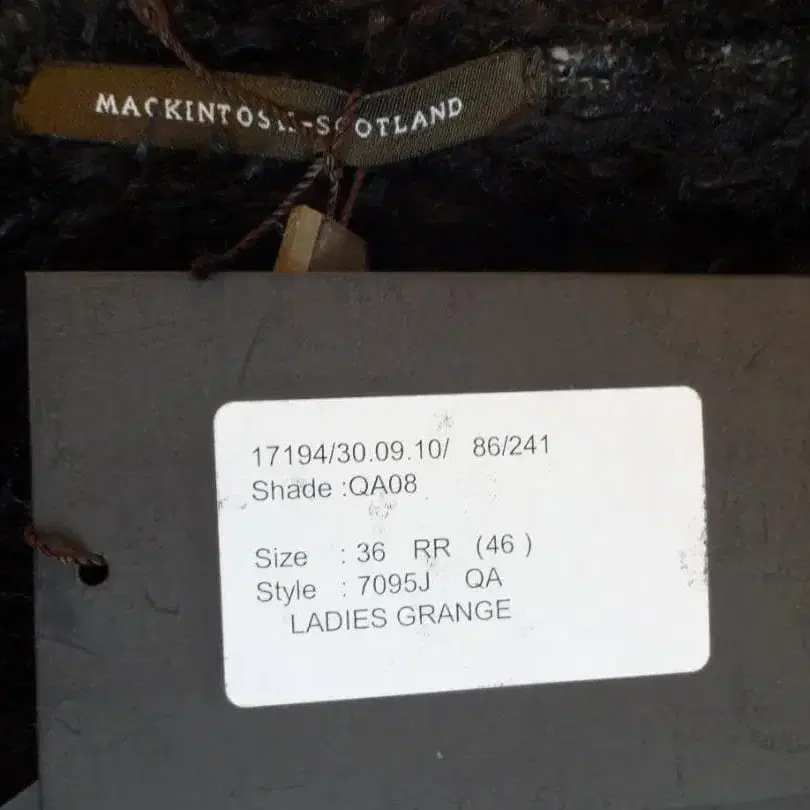 MACKINTOSH-SCOTLAND
17194/30.09.10/ 86/241
Shade :QA08
Size : 36 RR (46 )
Style : 7095J QA
LADIES GRANGE